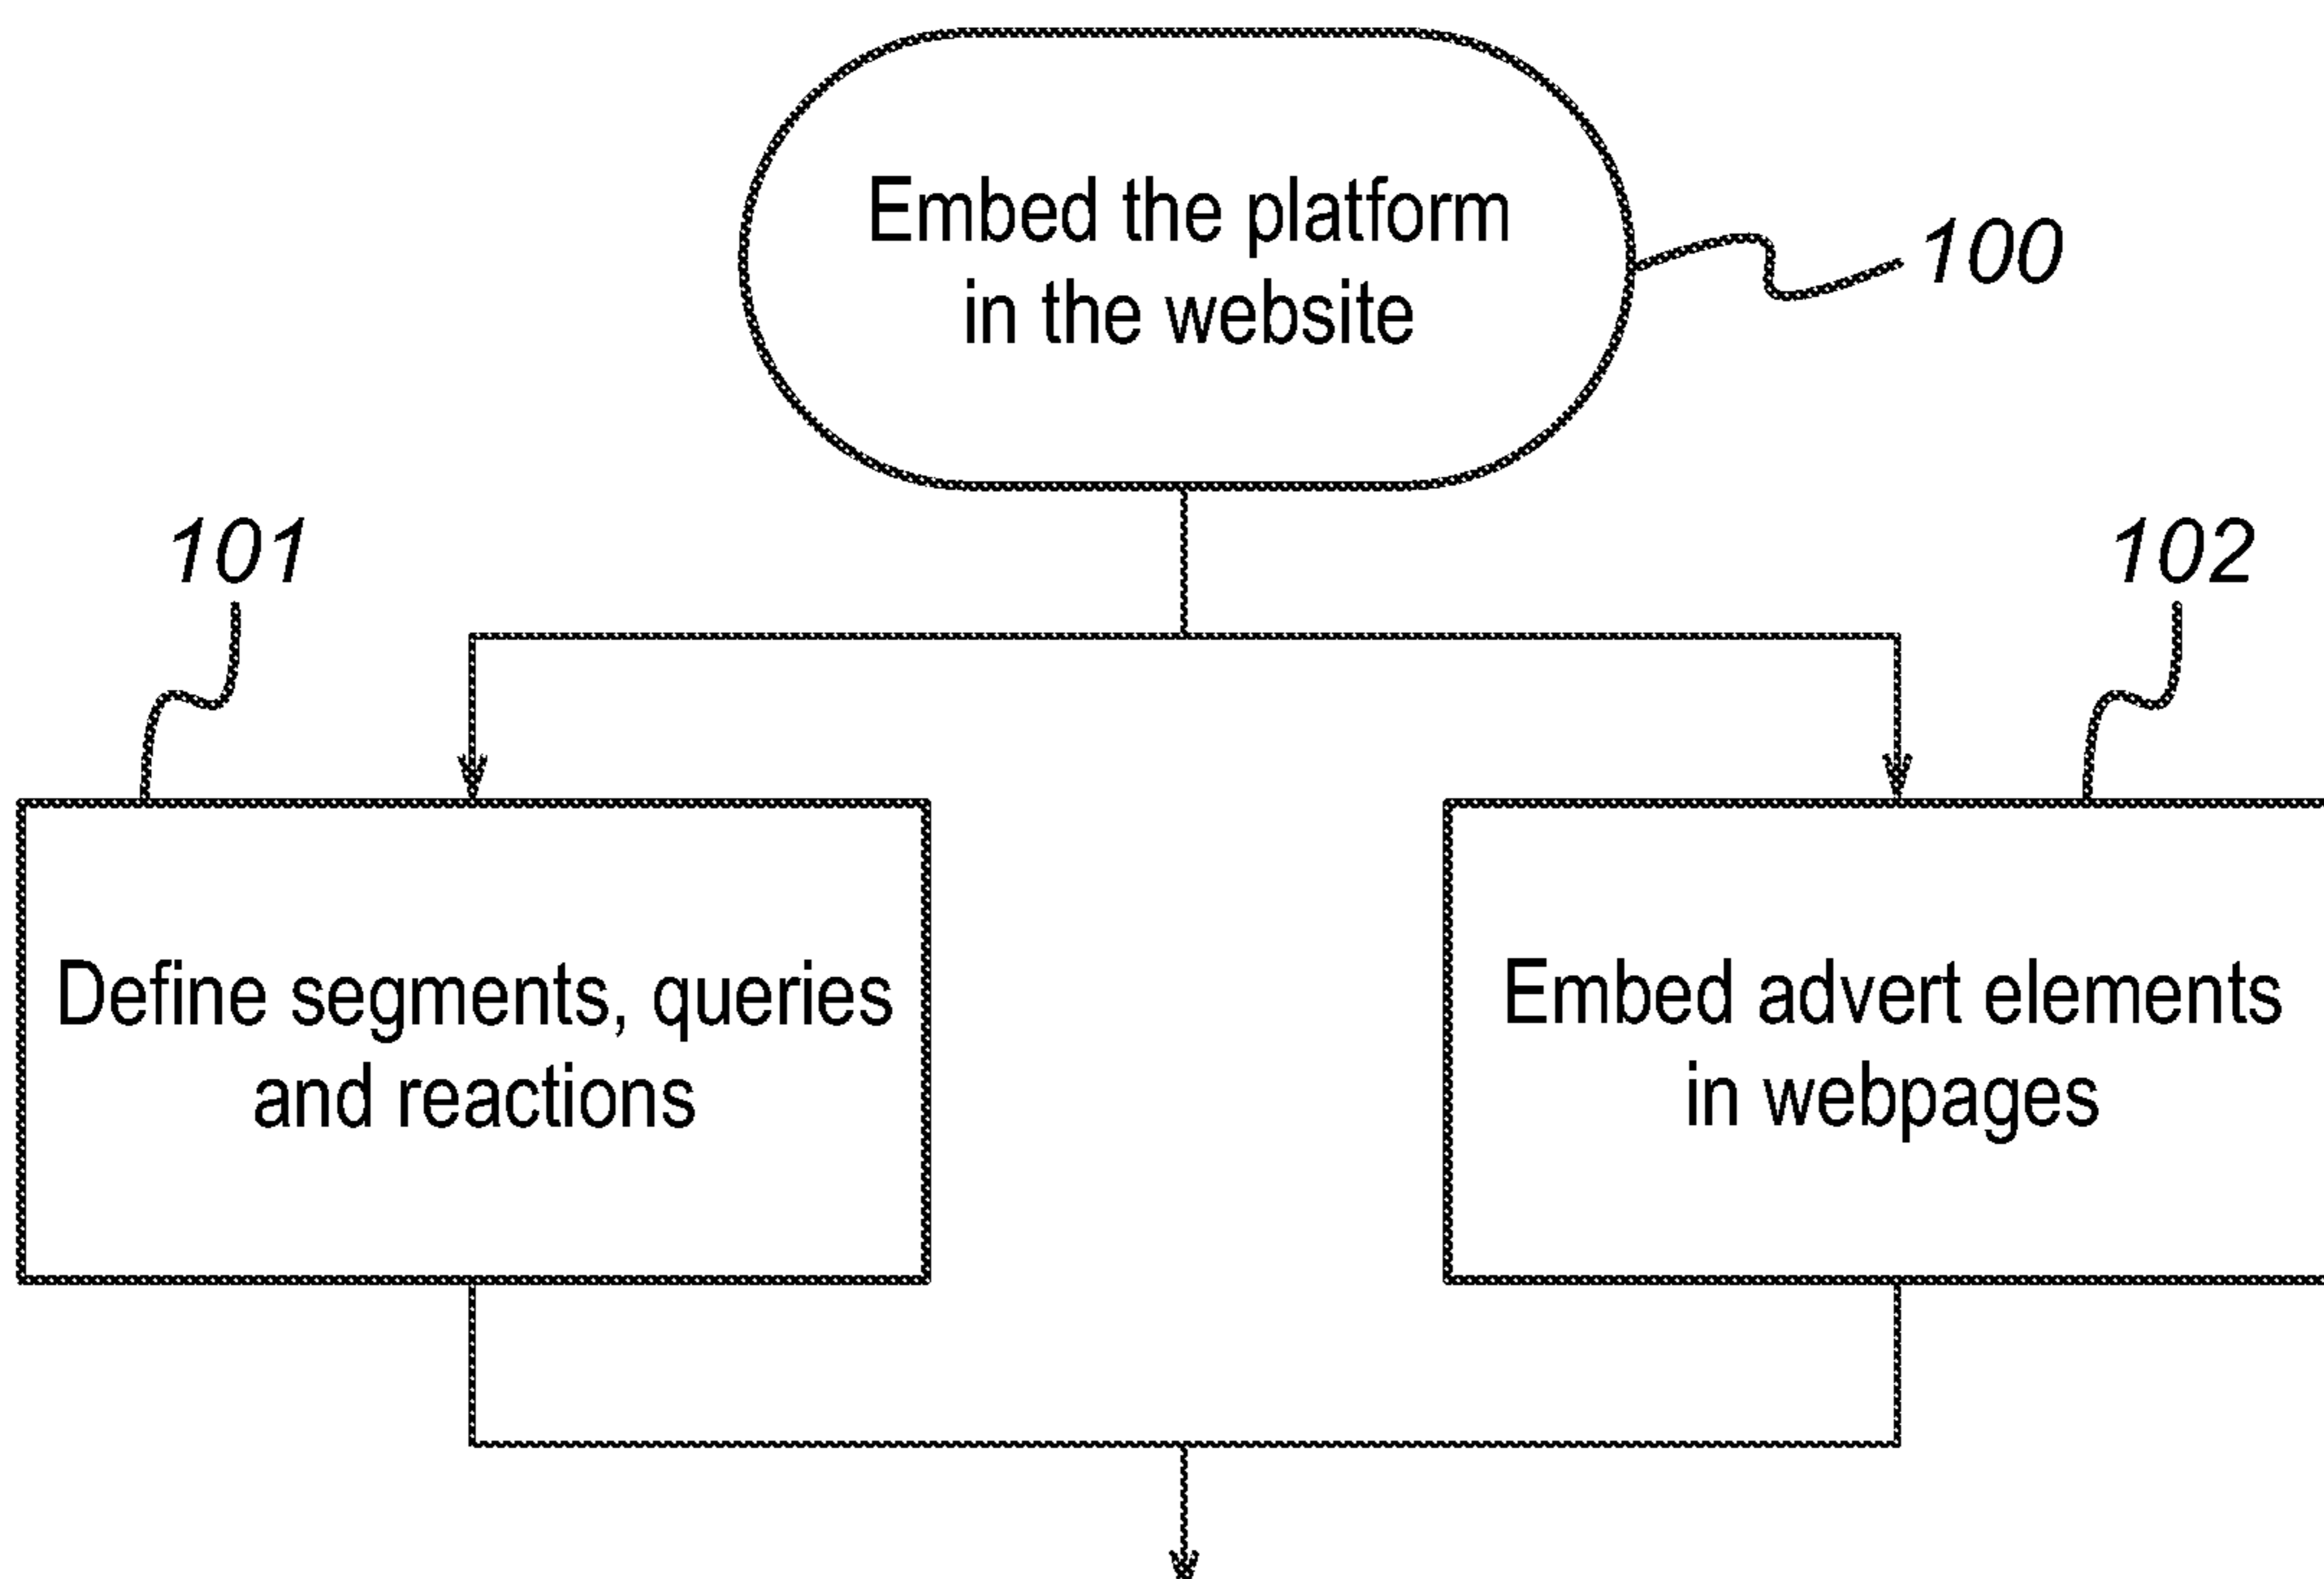 Embed the platform
in the website
100
101
102
Define segments, queries
and reactions
Embed advert elements
in webpages